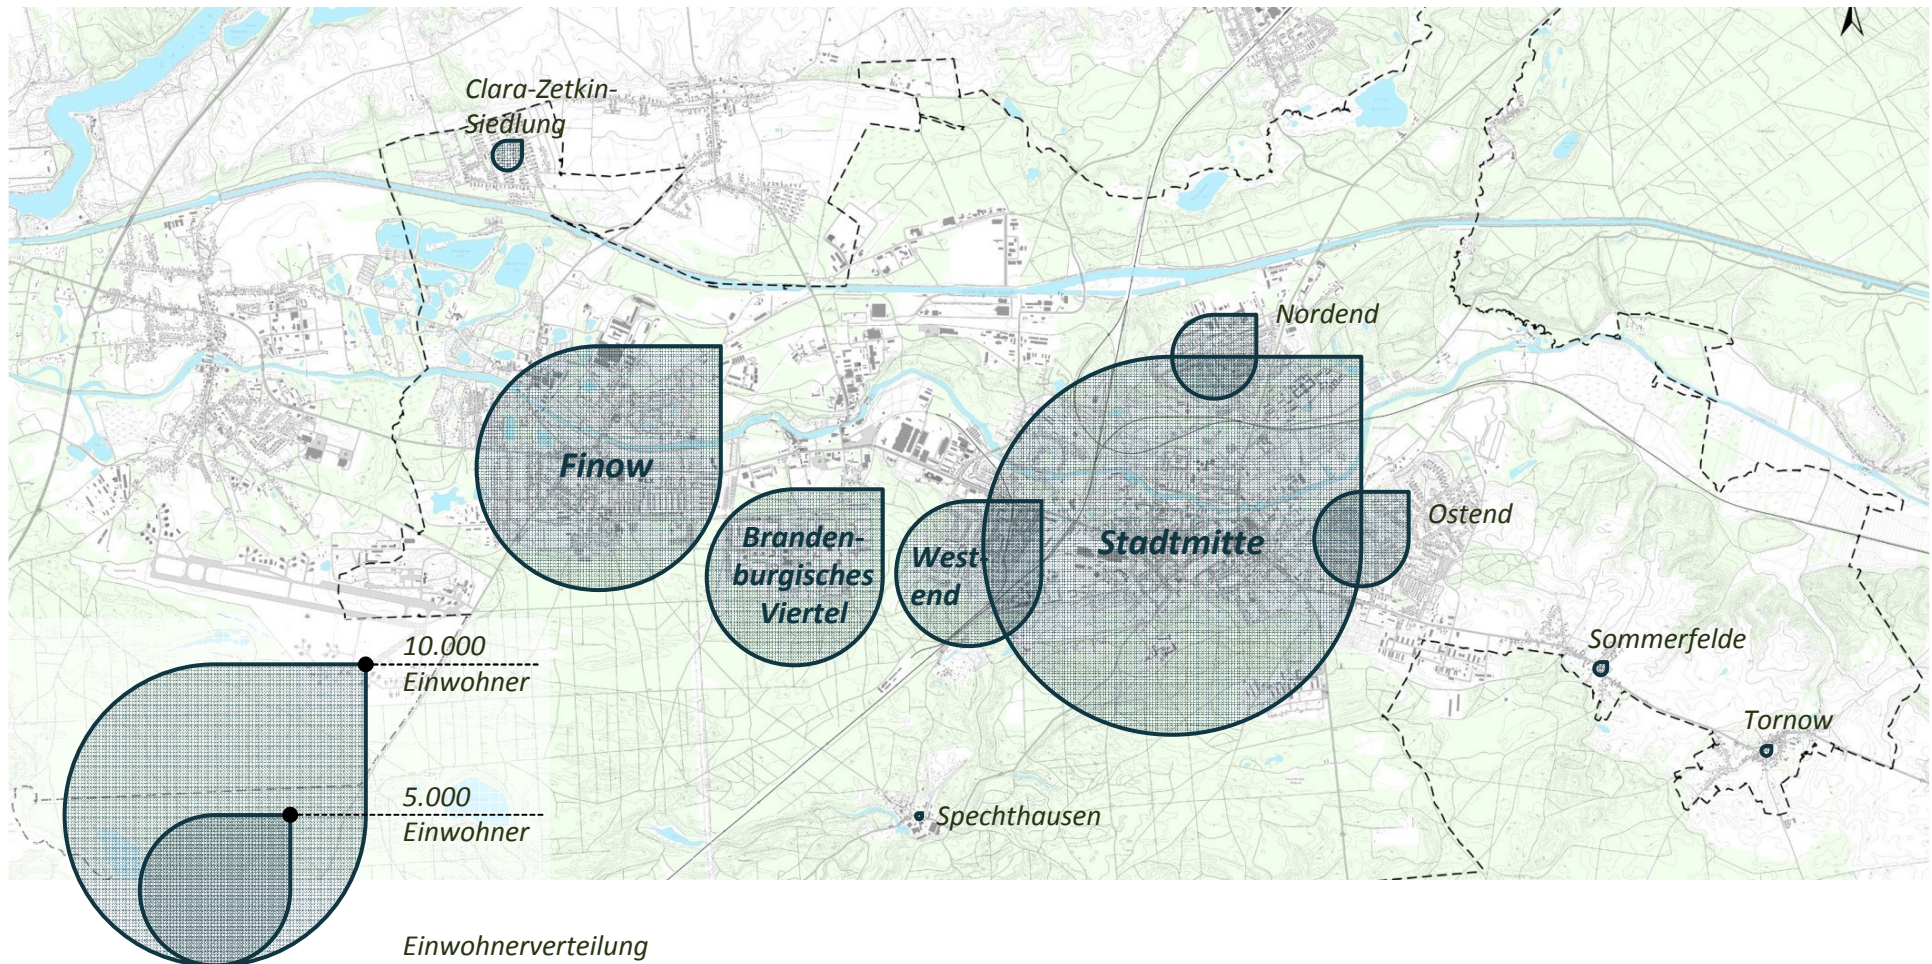 Clara-Zetkin-
Siedlung
Nordend
Finow
Ostend
Branden-
burgisches
Viertel
West-
end
Stadtmitte
Sommerfelde
Tornow
Spechthausen
10.000
Einwohner
5.000
Einwohner
Einwohnerverteilung